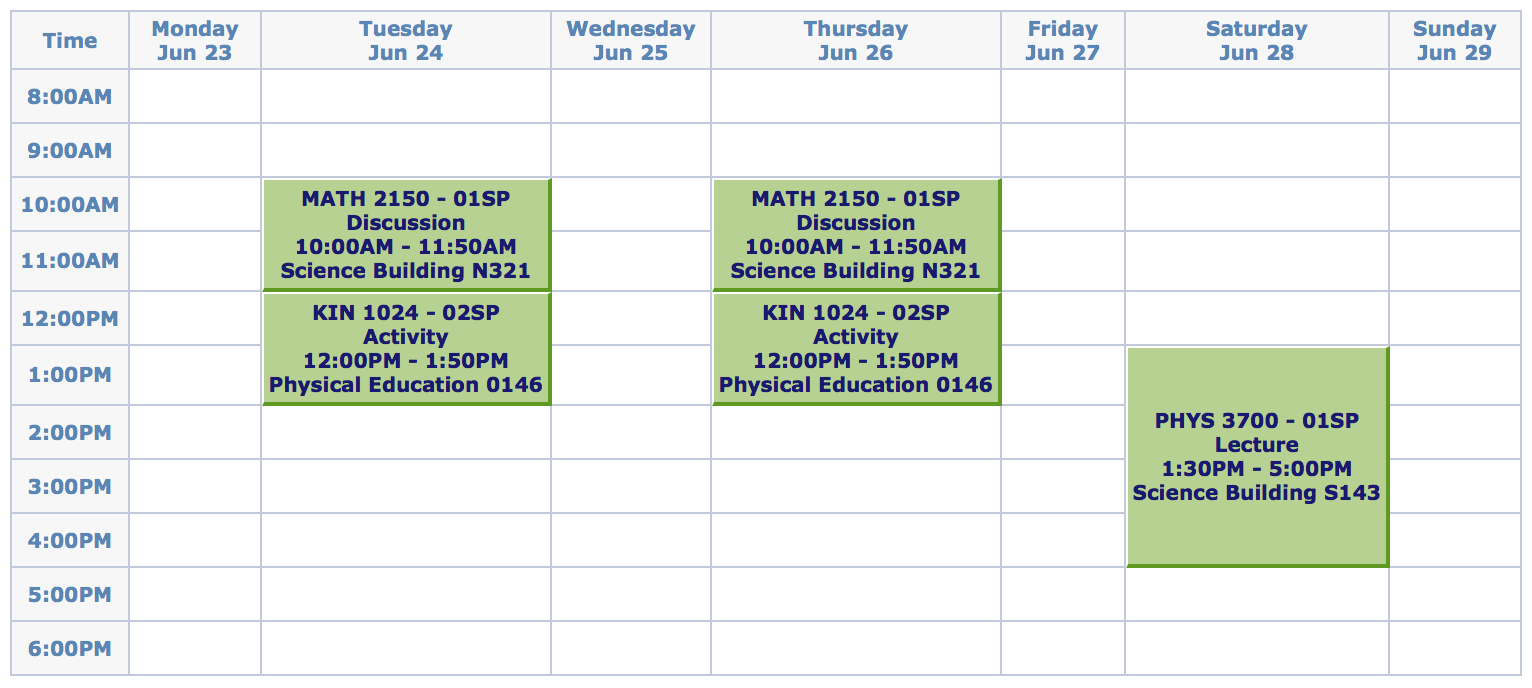 Time
Monday
Jun 23
Tuesday
Jun 24
Wednesday
Jun 25
Thursday
Jun 26
Friday
Jun 27
Saturday
Jun 28
Sunday
Jun 29
8:00AM
9:00AM
10:00AM
MATH 2150 - 01SP
Discussion
10:00AM - 11:50AM
Science Building N321
MATH 2150 - 01SP
Discussion
10:00AM - 11:50AM
Science Building N321
11:00AM
12:00PM
KIN 1024 - 02SP
Activity
12:00PM - 1:50PM
Physical Education 0146
KIN 1024 - 02SP
Activity
12:00PM - 1:50PM
Physical Education 0146
1:00PM
PHYS 3700 - 01SP
Lecture
1:30PM - 5:00PM
Science Building S143
2:00PM
3:00PM
4:00PM
5:00PM
6:00PM